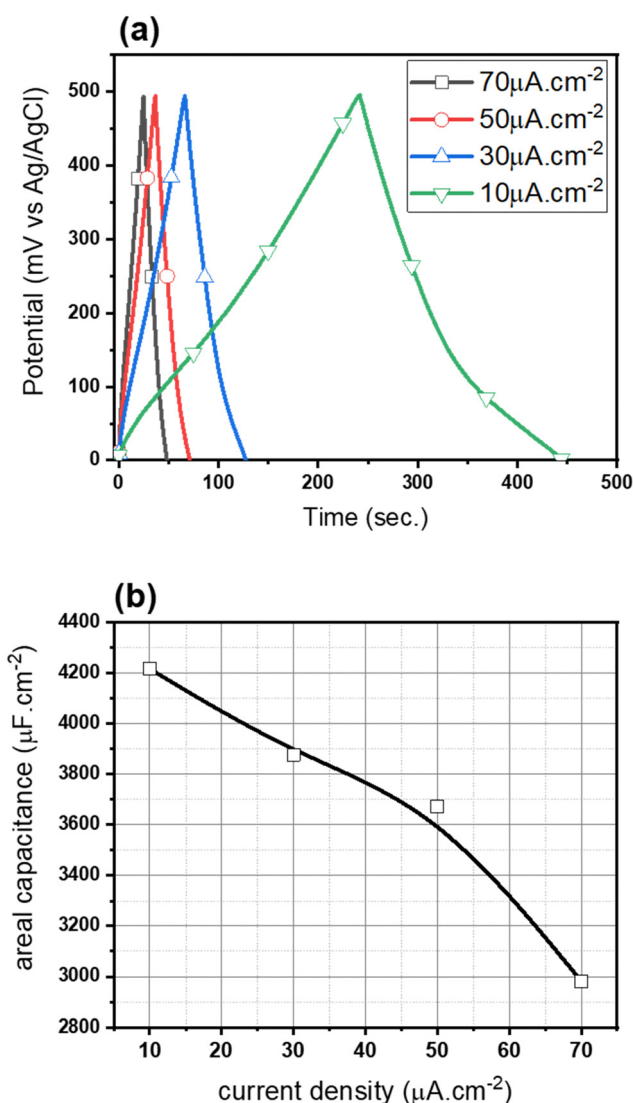 (a)
500
400
300
200
100
0
Potential (mV vs Ag/AgCl)
70μA.cm-2
50μA.cm-2
30μA.cm-2
10μA.cm-2
0 100 200 300 400 500
Time (sec.)
(b)
4400
4200
4000
3800
3600
3400
3200
3000
2800
areal capacitance (μF.cm-2)
10 20 30 40 50 60 70
current density (μA.cm-2)